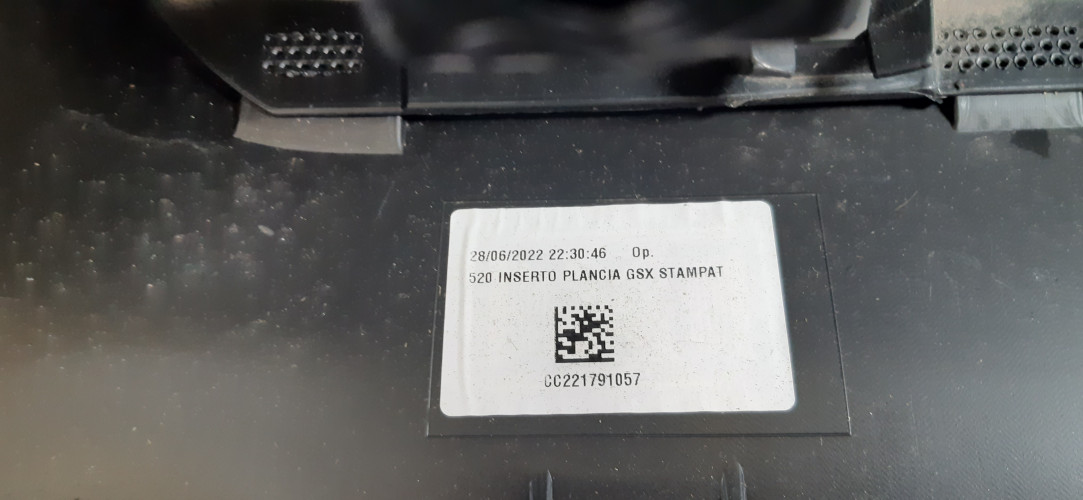 28/06/2022 22:30:46 Op.
520 INSERTO PLANCIA GSX STAMPAT
CC221791057